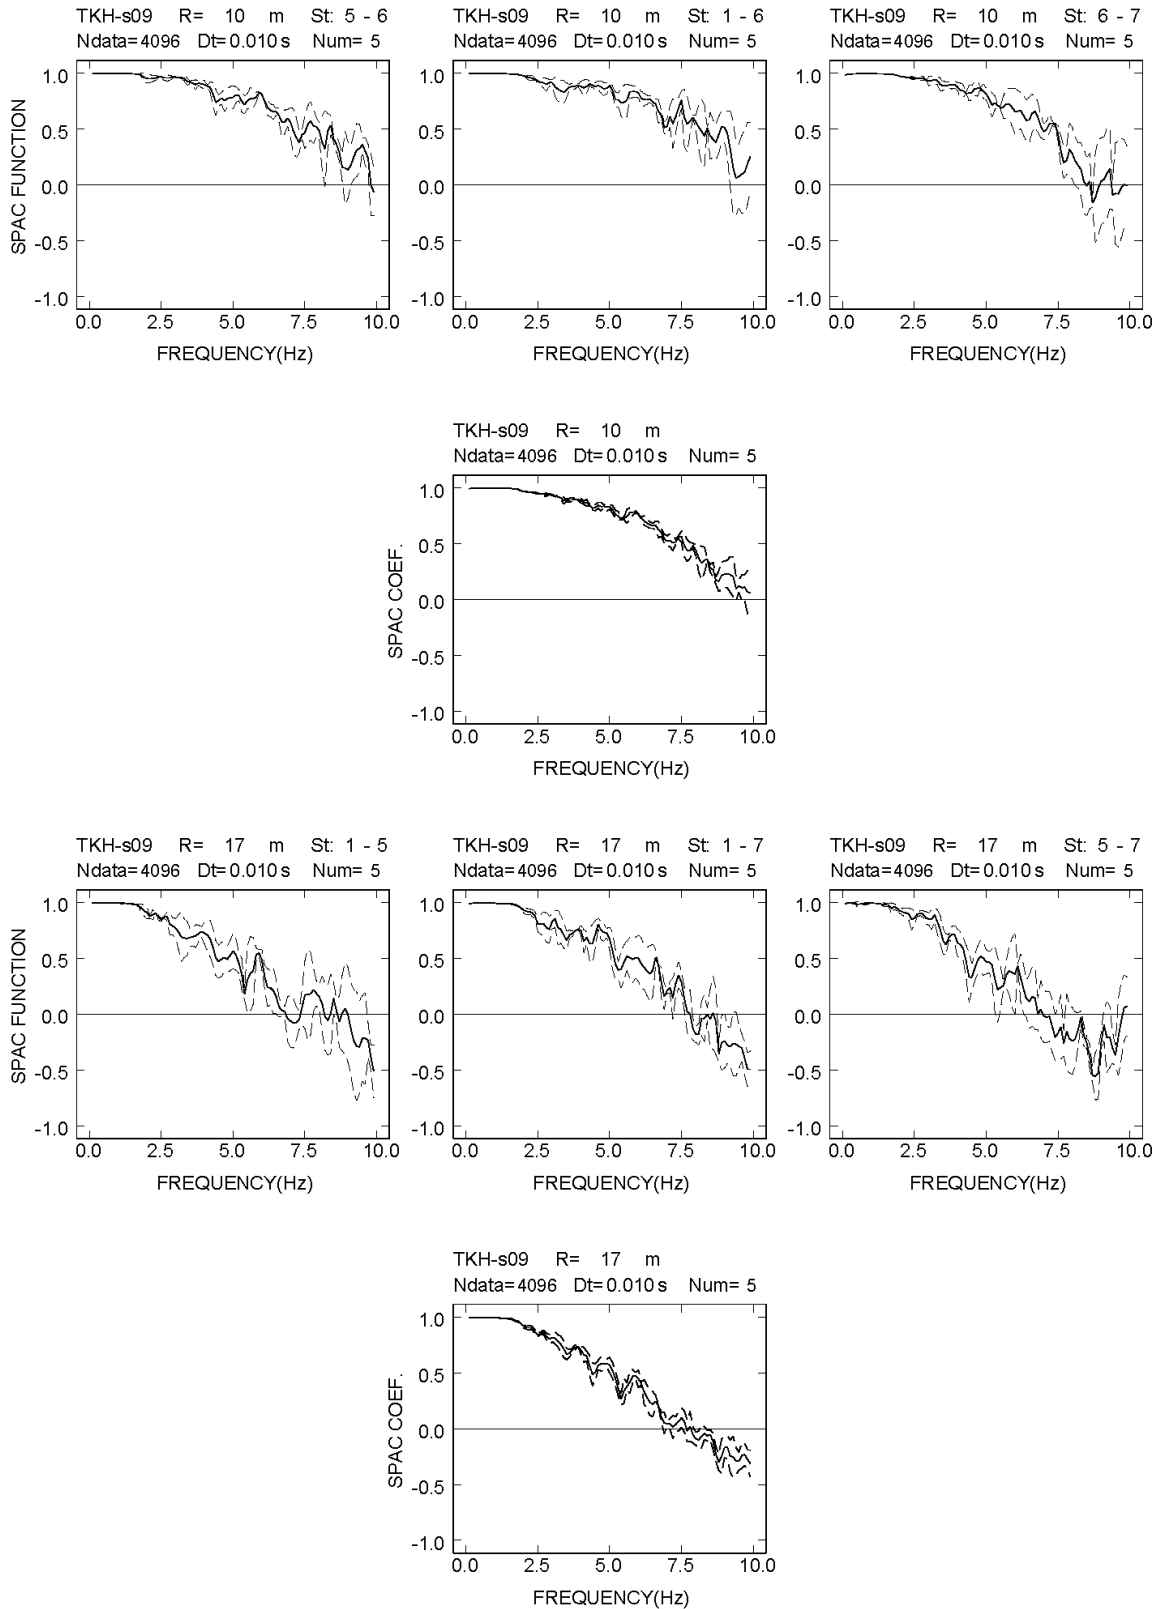 TKH-s09 R= 10 m St: 5 - 6
Ndata=4096 Dt=0.010 s Num= 5
1.0
0.5
0.0
-0.5
-1.0
SPAC FUNCTION
0.0 2.5 5.0 7.5 10.0
FREQUENCY(Hz)
TKH-s09 R= 10 m St: 1 - 6
Ndata=4096 Dt=0.010 s Num= 5
1.0
0.5
0.0
-0.5
-1.0
0.0 2.5 5.0 7.5 10.0
FREQUENCY(Hz)
TKH-s09 R= 10 m St: 6 - 7
Ndata=4096 Dt=0.010 s Num= 5
1.0
0.5
0.0
-0.5
-1.0
0.0 2.5 5.0 7.5 10.0
FREQUENCY(Hz)
TKH-s09 R= 10 m
Ndata=4096 Dt=0.010 s Num= 5
1.0
0.5
0.0
-0.5
-1.0
SPAC COEF.
0.0 2.5 5.0 7.5 10.0
FREQUENCY(Hz)
TKH-s09 R= 17 m St: 1 - 5
Ndata=4096 Dt=0.010 s Num= 5
1.0
0.5
0.0
-0.5
-1.0
SPAC FUNCTION
0.0 2.5 5.0 7.5 10.0
FREQUENCY(Hz)
TKH-s09 R= 17 m St: 1 - 7
Ndata=4096 Dt=0.010 s Num= 5
1.0
0.5
0.0
-0.5
-1.0
0.0 2.5 5.0 7.5 10.0
FREQUENCY(Hz)
TKH-s09 R= 17 m St: 5 - 7
Ndata=4096 Dt=0.010 s Num= 5
1.0
0.5
0.0
-0.5
-1.0
0.0 2.5 5.0 7.5 10.0
FREQUENCY(Hz)
TKH-s09 R= 17 m
Ndata=4096 Dt=0.010 s Num= 5
1.0
0.5
0.0
-0.5
-1.0
SPAC COEF.
0.0 2.5 5.0 7.5 10.0
FREQUENCY(Hz)